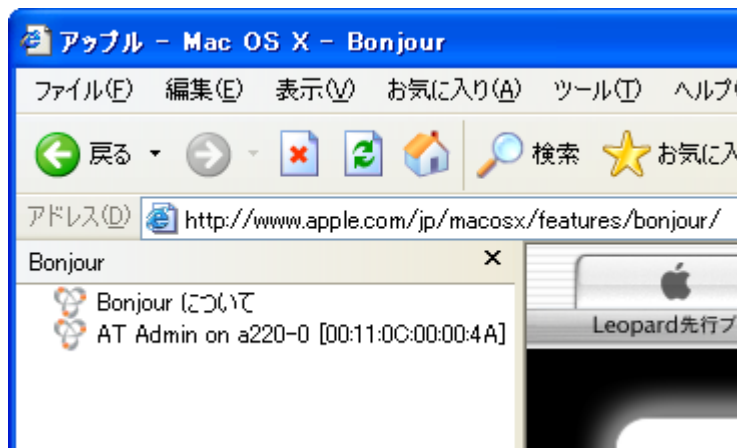 アップル - Mac OS X - Bonjour
ファイル(F) 編集(E) 表示(V) お気に入り(A) ツール(T) ヘルプ(
戻る 検索 お気に入
アドレス(D) http://www.apple.com/jp/macosx/features/bonjour/
Bonjour
Bonjour について
AT Admin on a220-0 [00:11:0C:00:00:4A]
Leopard先行プ